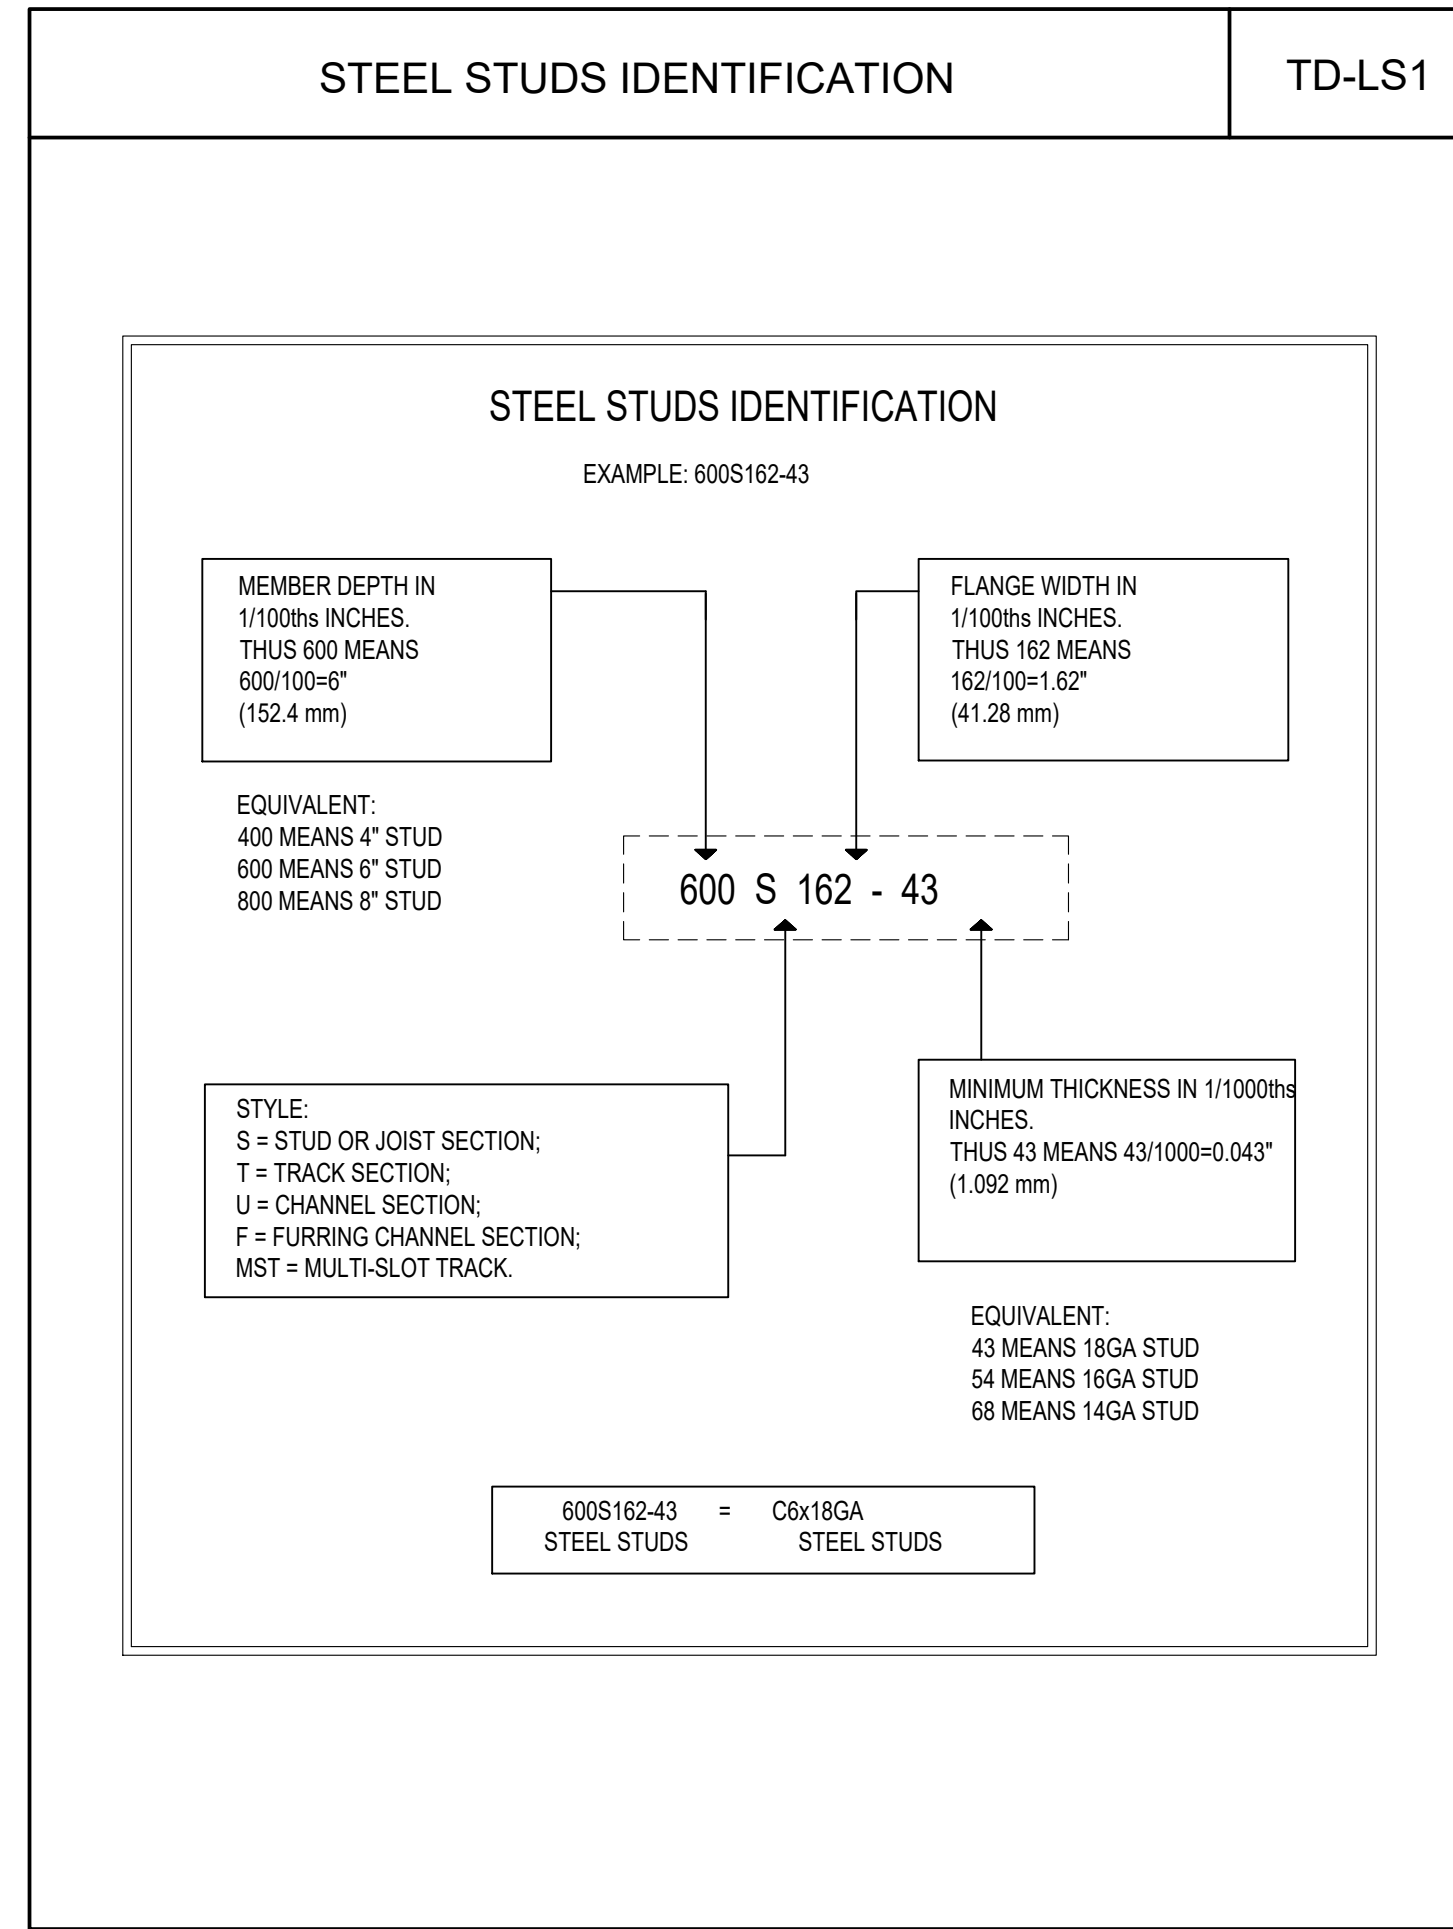 STEEL STUDS IDENTIFICATION
TD-LS1
STEEL STUDS IDENTIFICATION
EXAMPLE: 600S162-43
MEMBER DEPTH IN
1/100ths INCHES.
THUS 600 MEANS
600/100=6"
(152.4 mm)
FLANGE WIDTH IN
1/100ths INCHES.
THUS 162 MEANS
162/100=1.62"
(41.28 mm)
EQUIVALENT:
400 MEANS 4" STUD
600 MEANS 6" STUD
800 MEANS 8" STUD
600 S 162 - 43
STYLE:
S = STUD OR JOIST SECTION;
T = TRACK SECTION;
U = CHANNEL SECTION;
F = FURRING CHANNEL SECTION;
MST = MULTI-SLOT TRACK.
MINIMUM THICKNESS IN 1/1000ths
INCHES.
THUS 43 MEANS 43/1000=0.043"
(1.092 mm)
EQUIVALENT:
43 MEANS 18GA STUD
54 MEANS 16GA STUD
68 MEANS 14GA STUD
600S162-43 = C6x18GA
STEEL STUDS STEEL STUDS